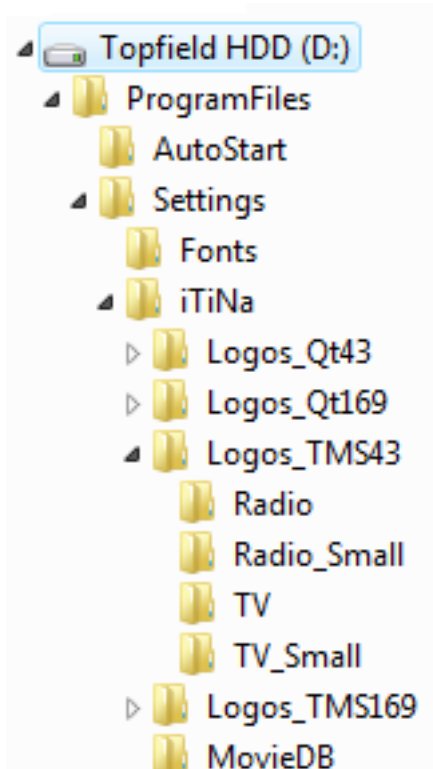 Topfield HDD (D:)
ProgramFiles
AutoStart
Settings
Fonts
iTiNa
Logos_Qt43
Logos_Qt169
Logos_TMS43
Radio
Radio_Small
TV
TV_Small
Logos_TMS169
MovieDB